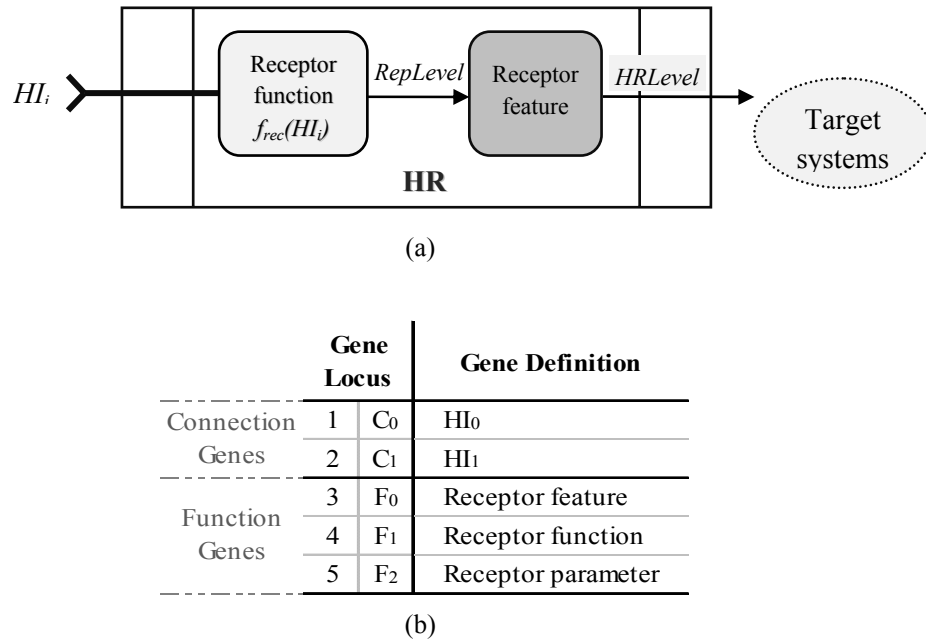 HIᵢ
Receptor
function
f_rec(HIᵢ)
RepLevel
Receptor
feature
HRLevel
Target
systems
HR
(a)
Gene
Locus
Gene Definition
Connection
Genes
1 C₀ HI₀
2 C₁ HI₁
Function
Genes
3 F₀ Receptor feature
4 F₁ Receptor function
5 F₂ Receptor parameter
(b)